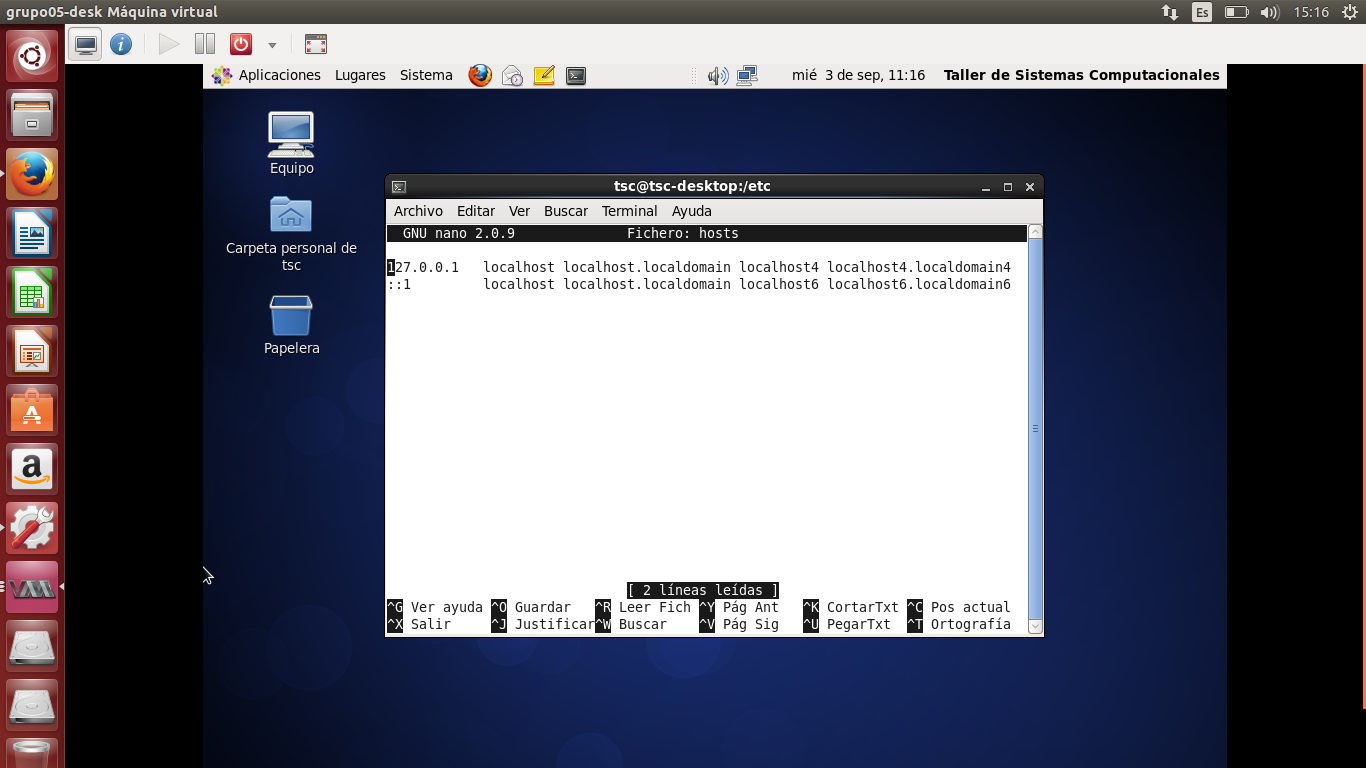 grupo05-desk Máquina virtual
Es
15:16
Aplicaciones Lugares Sistema
mié 3 de sep, 11:16 Taller de Sistemas Computacionales
Equipo
Carpeta personal de
tsc
Papelera
tsc@tsc-desktop:/etc
Archivo Editar Ver Buscar Terminal Ayuda
GNU nano 2.0.9 Fichero: hosts
127.0.0.1 localhost localhost.localdomain localhost4 localhost4.localdomain4
::1 localhost localhost.localdomain localhost6 localhost6.localdomain6
[ 2 líneas leídas ]
^G Ver ayuda ^O Guardar ^R Leer Fich ^Y Pág Ant ^K CortarTxt ^C Pos actual
^X Salir ^J Justificar ^W Buscar ^V Pág Sig ^U PegarTxt ^T Ortografía